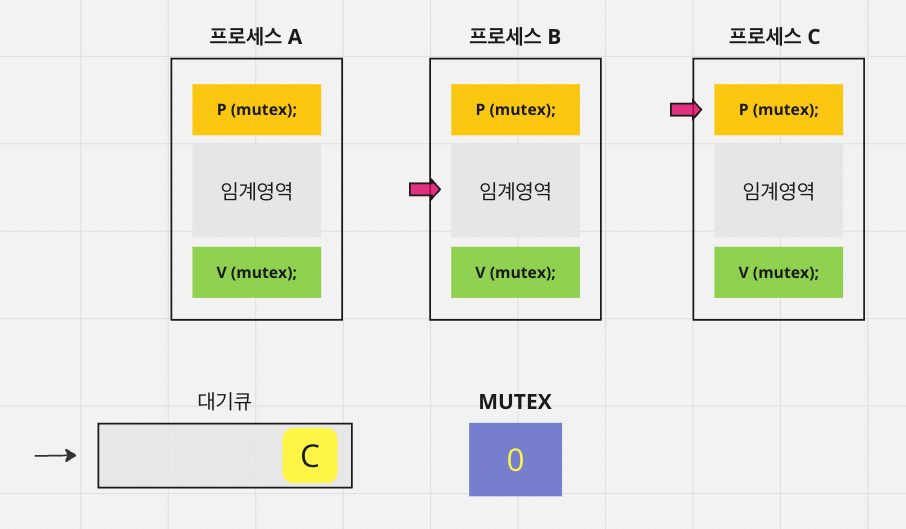 프로세스 A
프로세스 B
프로세스 C
P (mutex);
P (mutex);
P (mutex);
임계영역
임계영역
임계영역
V (mutex);
V (mutex);
V (mutex);
대기큐
MUTEX
C
0